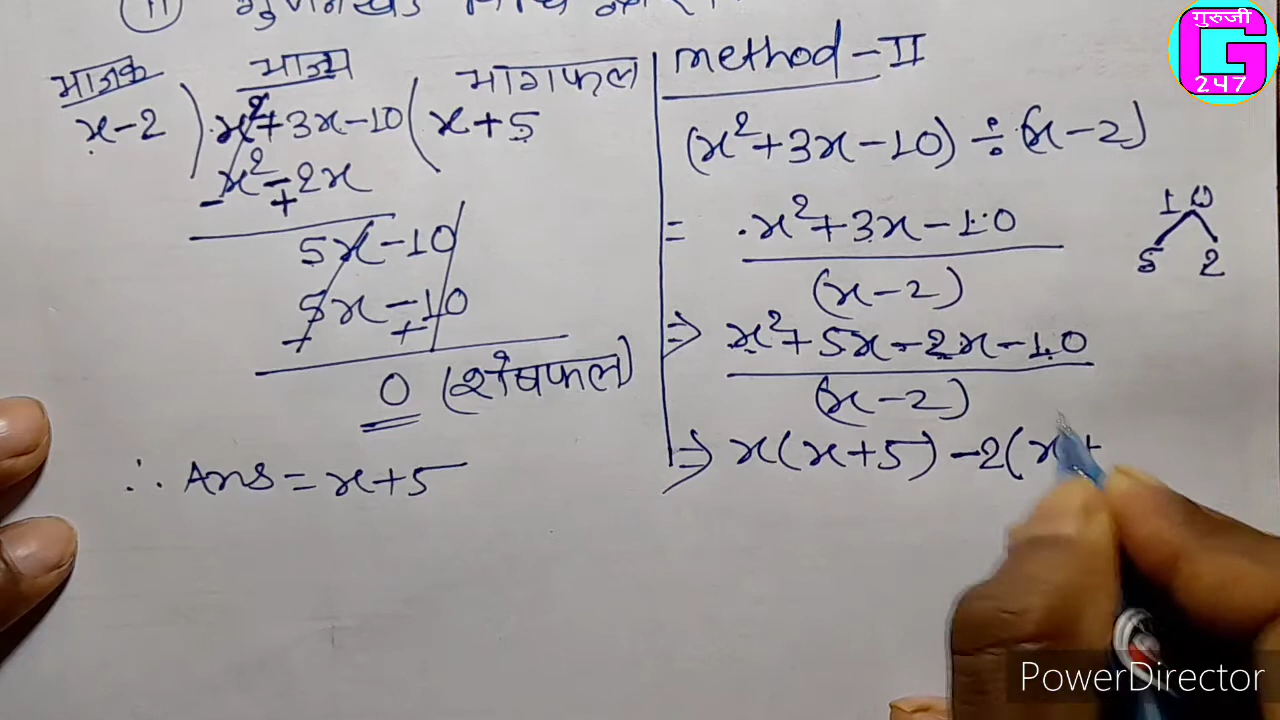 (ii) गुणनखंड विधि
भाजक
भाज्य
भागफल
x-2 ) x²+3x-10 ( x+5
x²-2x
- +
5x-10
5x-10
- +
0 (शेषफल)
∴ Ans = x+5
method-II
(x²+3x-10) ÷ (x-2)
= x²+3x-10
(x-2)
10
5 2
⇒ x²+5x-2x-10
(x-2)
⇒ x(x+5) -2(x+
गुरुजी
G
247
PowerDirector